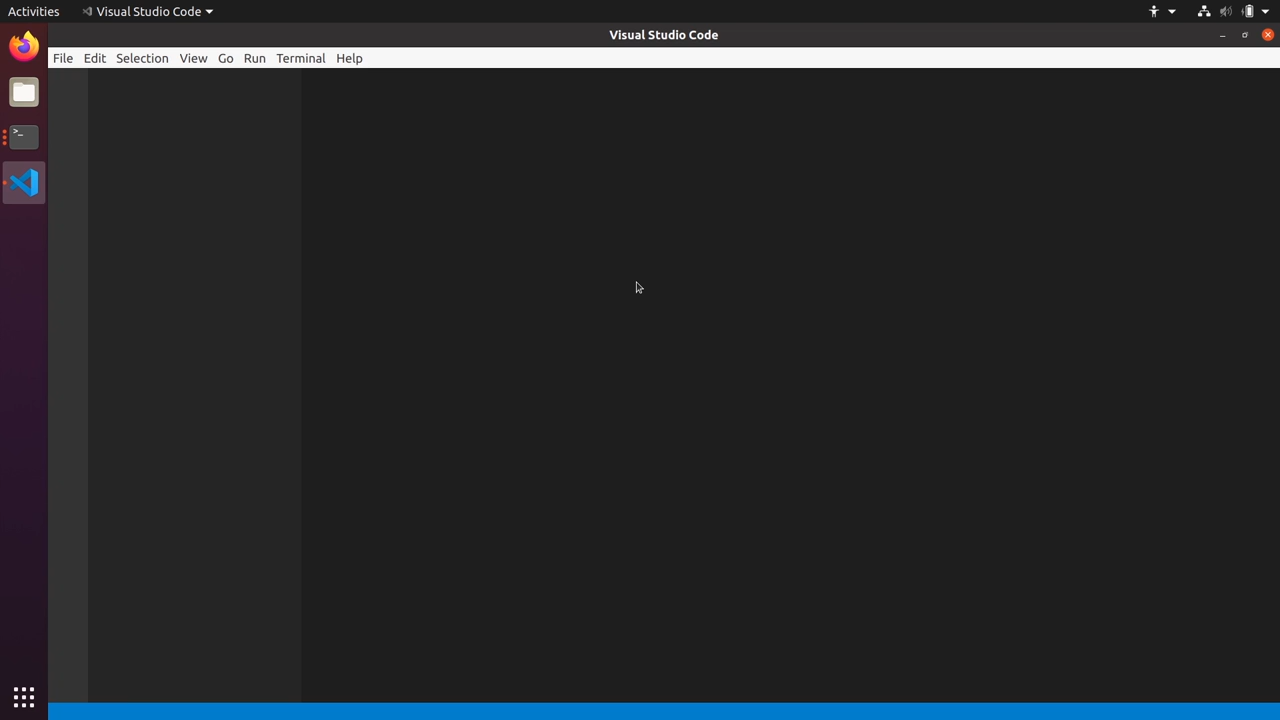 Activities
Visual Studio Code
Visual Studio Code
File Edit Selection View Go Run Terminal Help
>_